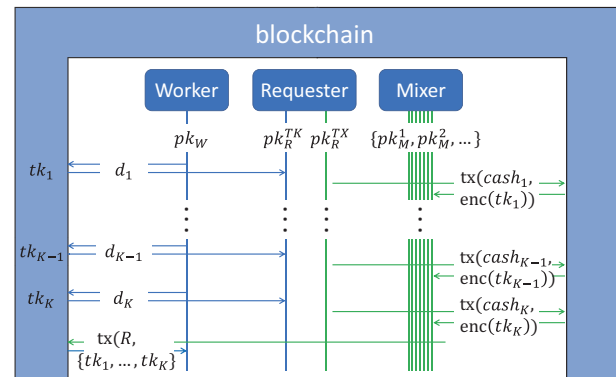 blockchain
Worker Requester Mixer
pk_W pk_R^TK pk_R^TX {pk_M^1, pk_M^2, …}
tk_1 d_1 tx(cash_1,
enc(tk_1))
⋮ ⋮ ⋮ ⋮
tk_{K-1} d_{K-1} tx(cash_{K-1},
enc(tk_{K-1}))
tk_K d_K tx(cash_K,
enc(tk_K))
tx(R,
{tk_1, …, tk_K}